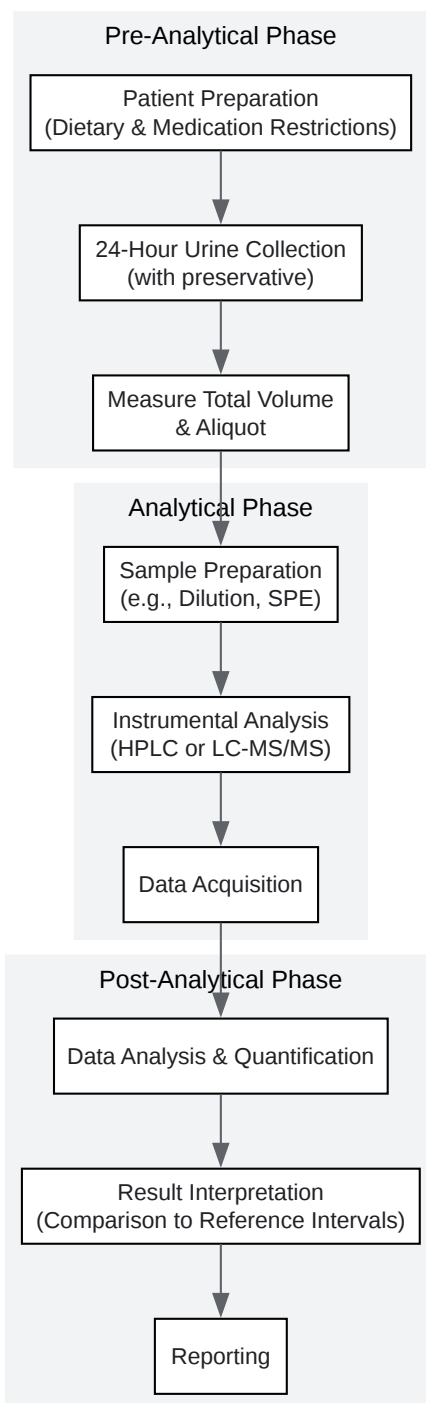 Pre-Analytical Phase
Patient Preparation
(Dietary & Medication Restrictions)
24-Hour Urine Collection
(with preservative)
Measure Total Volume
& Aliquot
Analytical Phase
Sample Preparation
(e.g., Dilution, SPE)
Instrumental Analysis
(HPLC or LC-MS/MS)
Data Acquisition
Post-Analytical Phase
Data Analysis & Quantification
Result Interpretation
(Comparison to Reference Intervals)
Reporting